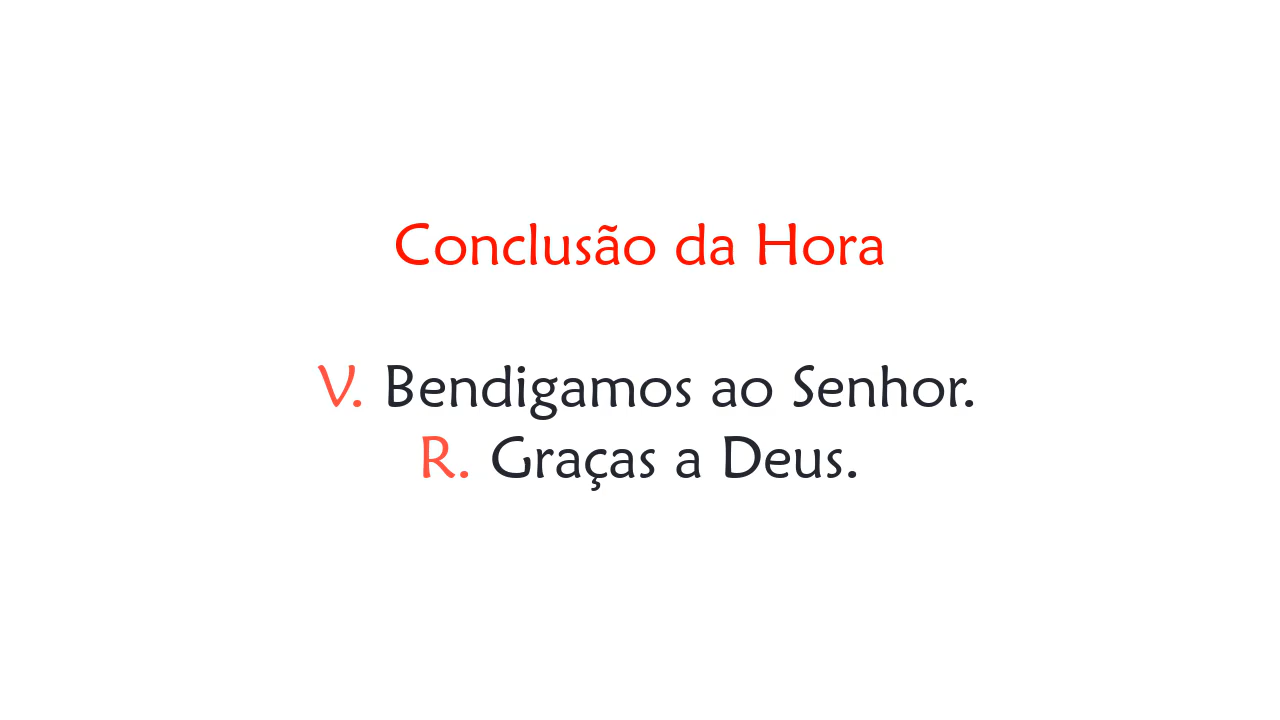 Conclusão da Hora
V. Bendigamos ao Senhor.
R. Graças a Deus.